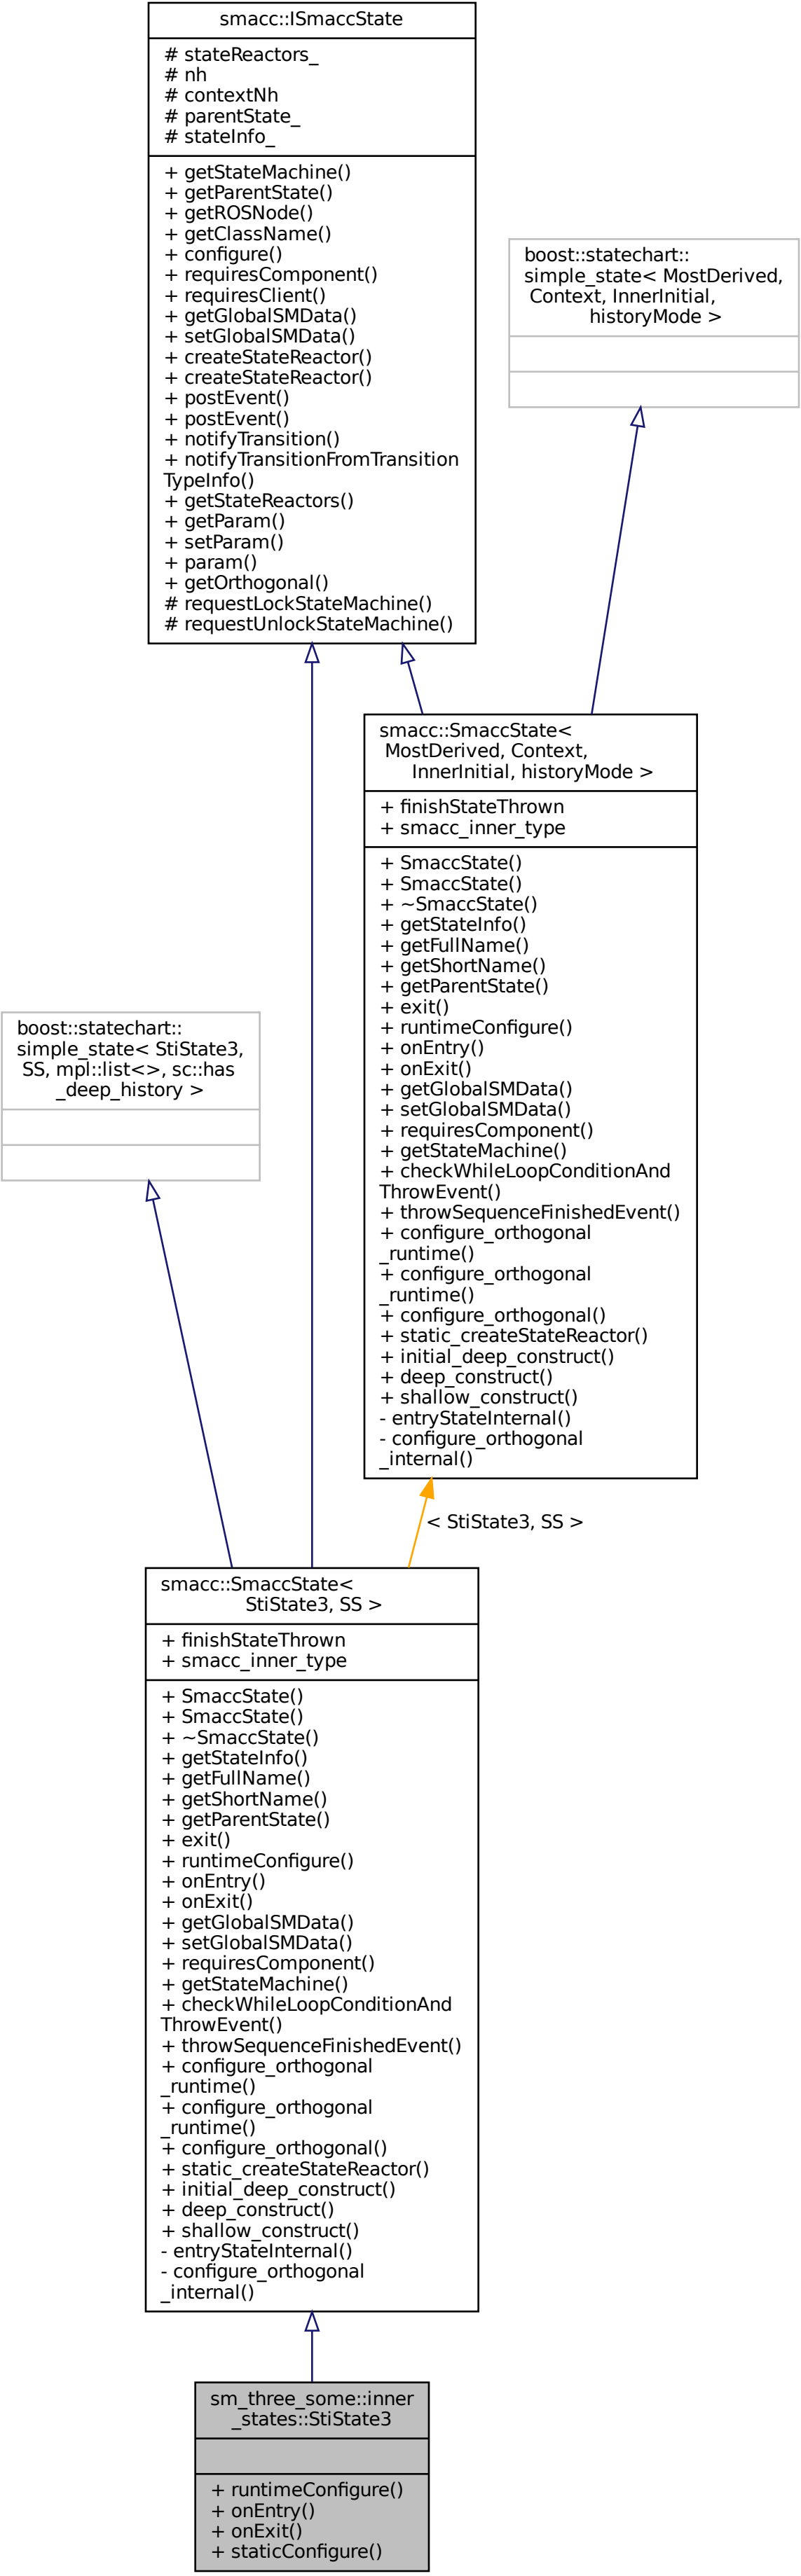 smacc::ISmaccState
# stateReactors_
# nh
# contextNh
# parentState_
# stateInfo_
+ getStateMachine()
+ getParentState()
+ getROSNode()
+ getClassName()
+ configure()
+ requiresComponent()
+ requiresClient()
+ getGlobalSMData()
+ setGlobalSMData()
+ createStateReactor()
+ createStateReactor()
+ postEvent()
+ postEvent()
+ notifyTransition()
+ notifyTransitionFromTransition
TypeInfo()
+ getStateReactors()
+ getParam()
+ setParam()
+ param()
+ getOrthogonal()
# requestLockStateMachine()
# requestUnlockStateMachine()
boost::statechart::
simple_state< MostDerived,
Context, InnerInitial,
historyMode >
smacc::SmaccState<
MostDerived, Context,
InnerInitial, historyMode >
+ finishStateThrown
+ smacc_inner_type
+ SmaccState()
+ SmaccState()
+ ~SmaccState()
+ getStateInfo()
+ getFullName()
+ getShortName()
+ getParentState()
+ exit()
+ runtimeConfigure()
+ onEntry()
+ onExit()
+ getGlobalSMData()
+ setGlobalSMData()
+ requiresComponent()
+ getStateMachine()
+ checkWhileLoopConditionAnd
ThrowEvent()
+ throwSequenceFinishedEvent()
+ configure_orthogonal
_runtime()
+ configure_orthogonal
_runtime()
+ configure_orthogonal()
+ static_createStateReactor()
+ initial_deep_construct()
+ deep_construct()
+ shallow_construct()
- entryStateInternal()
- configure_orthogonal
_internal()
boost::statechart::
simple_state< StiState3,
SS, mpl::list<>, sc::has
_deep_history >
< StiState3, SS >
smacc::SmaccState<
StiState3, SS >
+ finishStateThrown
+ smacc_inner_type
+ SmaccState()
+ SmaccState()
+ ~SmaccState()
+ getStateInfo()
+ getFullName()
+ getShortName()
+ getParentState()
+ exit()
+ runtimeConfigure()
+ onEntry()
+ onExit()
+ getGlobalSMData()
+ setGlobalSMData()
+ requiresComponent()
+ getStateMachine()
+ checkWhileLoopConditionAnd
ThrowEvent()
+ throwSequenceFinishedEvent()
+ configure_orthogonal
_runtime()
+ configure_orthogonal
_runtime()
+ configure_orthogonal()
+ static_createStateReactor()
+ initial_deep_construct()
+ deep_construct()
+ shallow_construct()
- entryStateInternal()
- configure_orthogonal
_internal()
sm_three_some::inner
_states::StiState3
+ runtimeConfigure()
+ onEntry()
+ onExit()
+ staticConfigure()